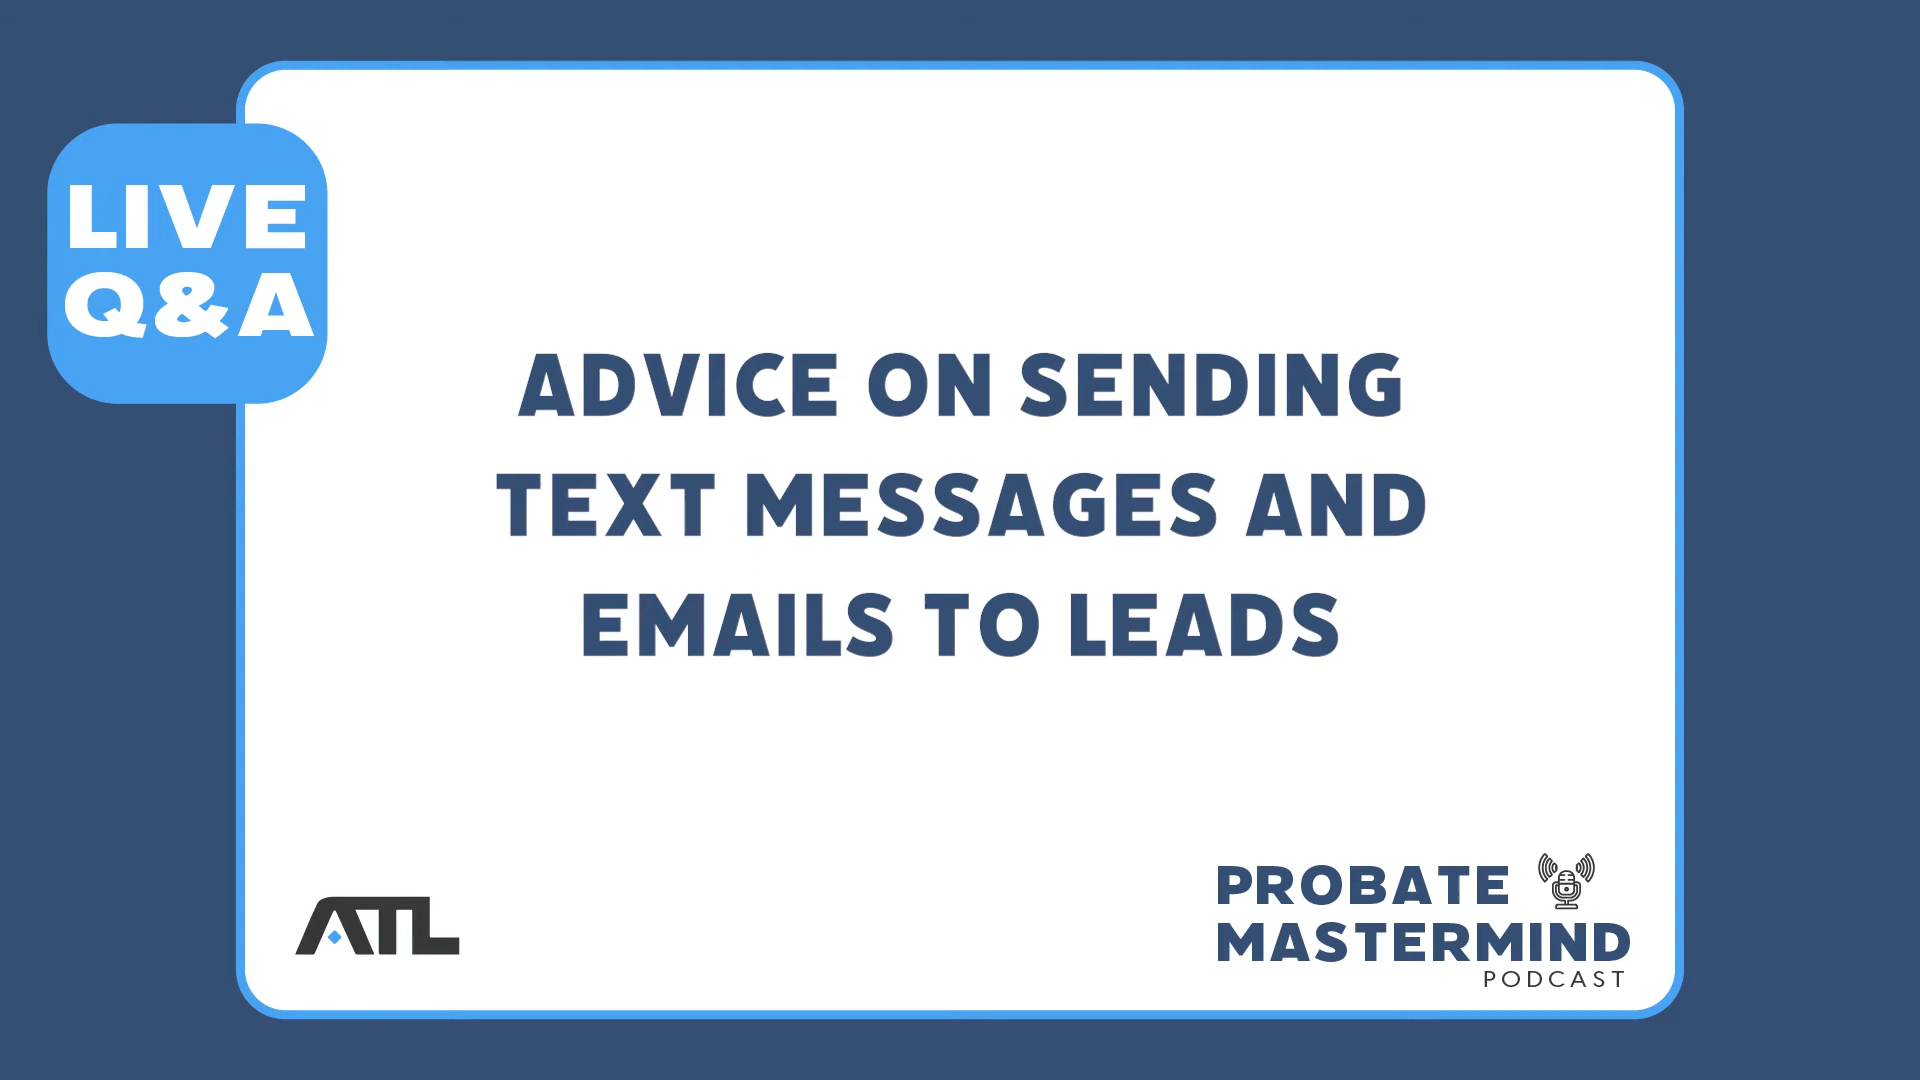 LIVE
Q&A
ADVICE ON SENDING
TEXT MESSAGES AND
EMAILS TO LEADS
ATL
PROBATE
MASTERMIND
PODCAST